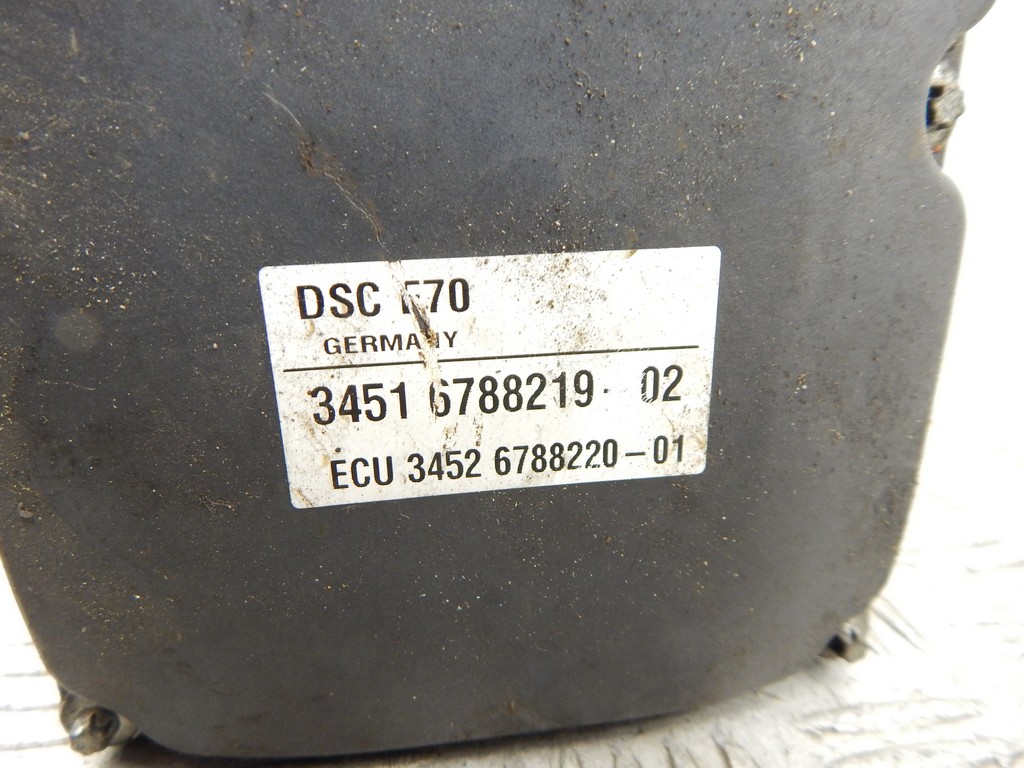 DSC E70
GERMANY
3451 6788219- 02
ECU 3452 6788220-01